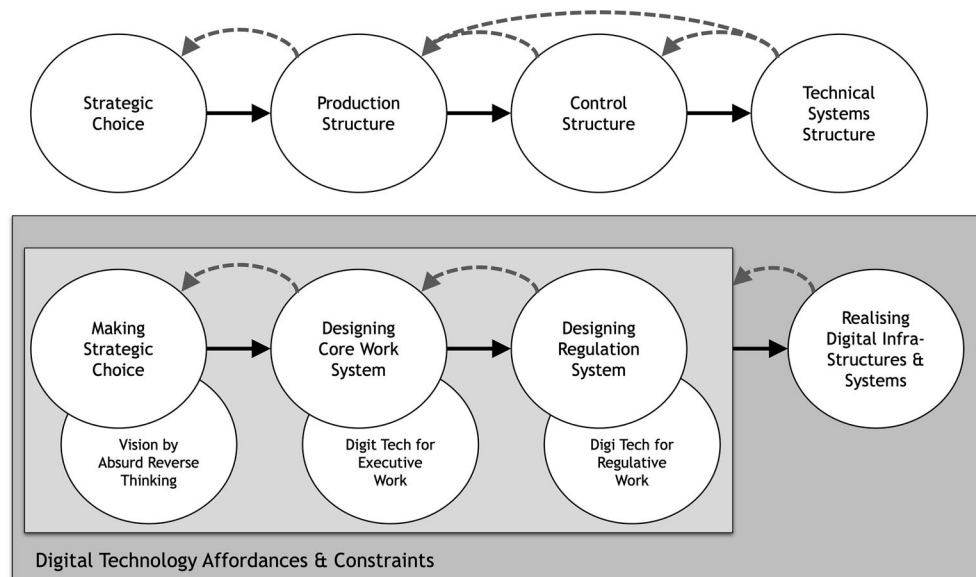 Strategic
Choice
Production
Structure
Control
Structure
Technical
Systems
Structure
Making
Strategic
Choice
Designing
Core Work
System
Designing
Regulation
System
Realising
Digital Infra-
Structures &
Systems
Vision by
Absurd Reverse
Thinking
Digit Tech for
Executive
Work
Digi Tech for
Regulative
Work
Digital Technology Affordances & Constraints